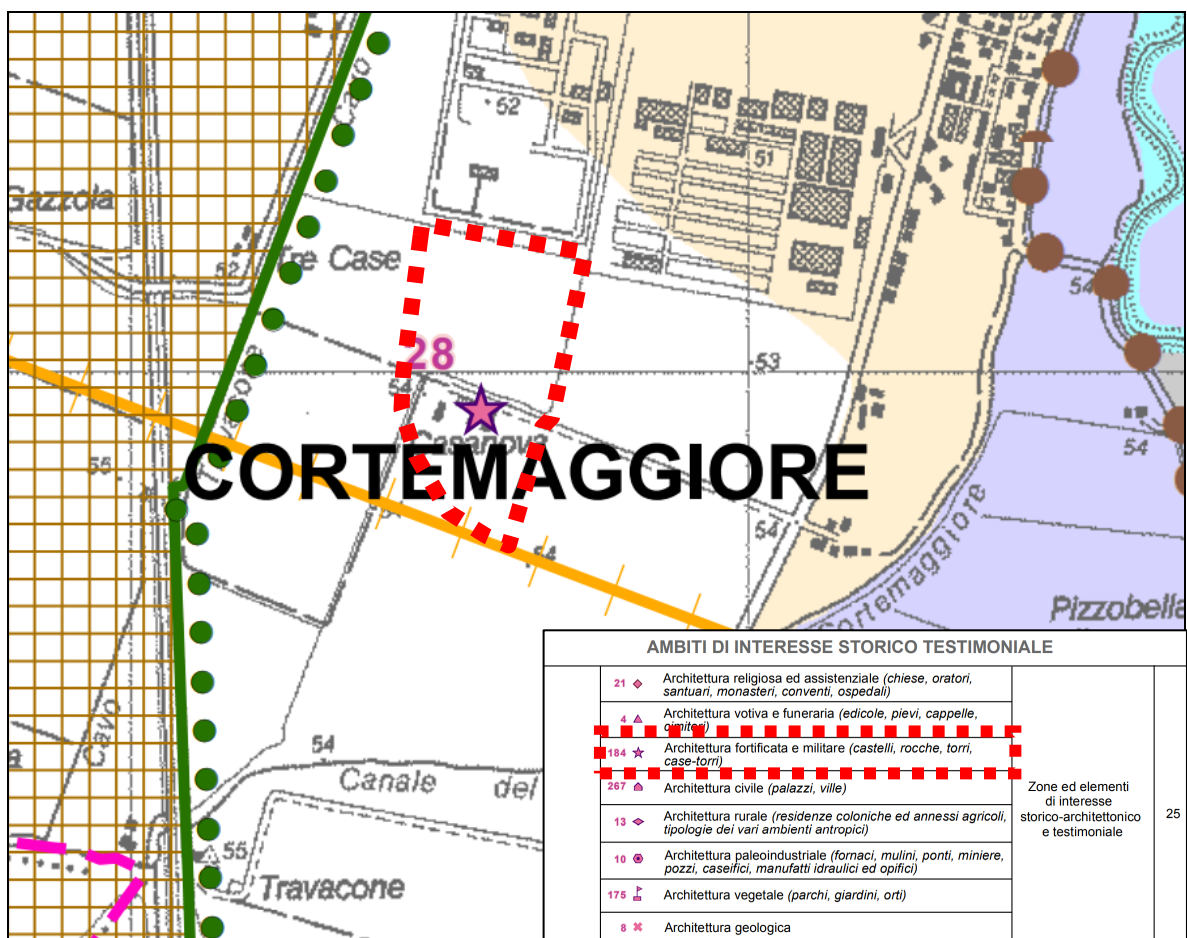 52
51
Gazzola
52
Tre Case
54
28
53
54
Casanova
CORTEMAGGIORE
55
54
54
54
Cortemaggiore
Pizzobella
Cavo
54
Canale del
55
Travacone
AMBITI DI INTERESSE STORICO TESTIMONIALE
21 Architettura religiosa ed assistenziale (chiese, oratori,
santuari, monasteri, conventi, ospedali)
4 Architettura votiva e funeraria (edicole, pievi, cappelle,
cimiteri)
184 Architettura fortificata e militare (castelli, rocche, torri,
case-torri)
267 Architettura civile (palazzi, ville)
13 Architettura rurale (residenze coloniche ed annessi agricoli,
tipologie dei vari ambienti antropici)
10 Architettura paleoindustriale (fornaci, mulini, ponti, miniere,
pozzi, caseifici, manufatti idraulici ed opifici)
175 Architettura vegetale (parchi, giardini, orti)
8 Architettura geologica
Zone ed elementi
di interesse
storico-architettonico
e testimoniale
25